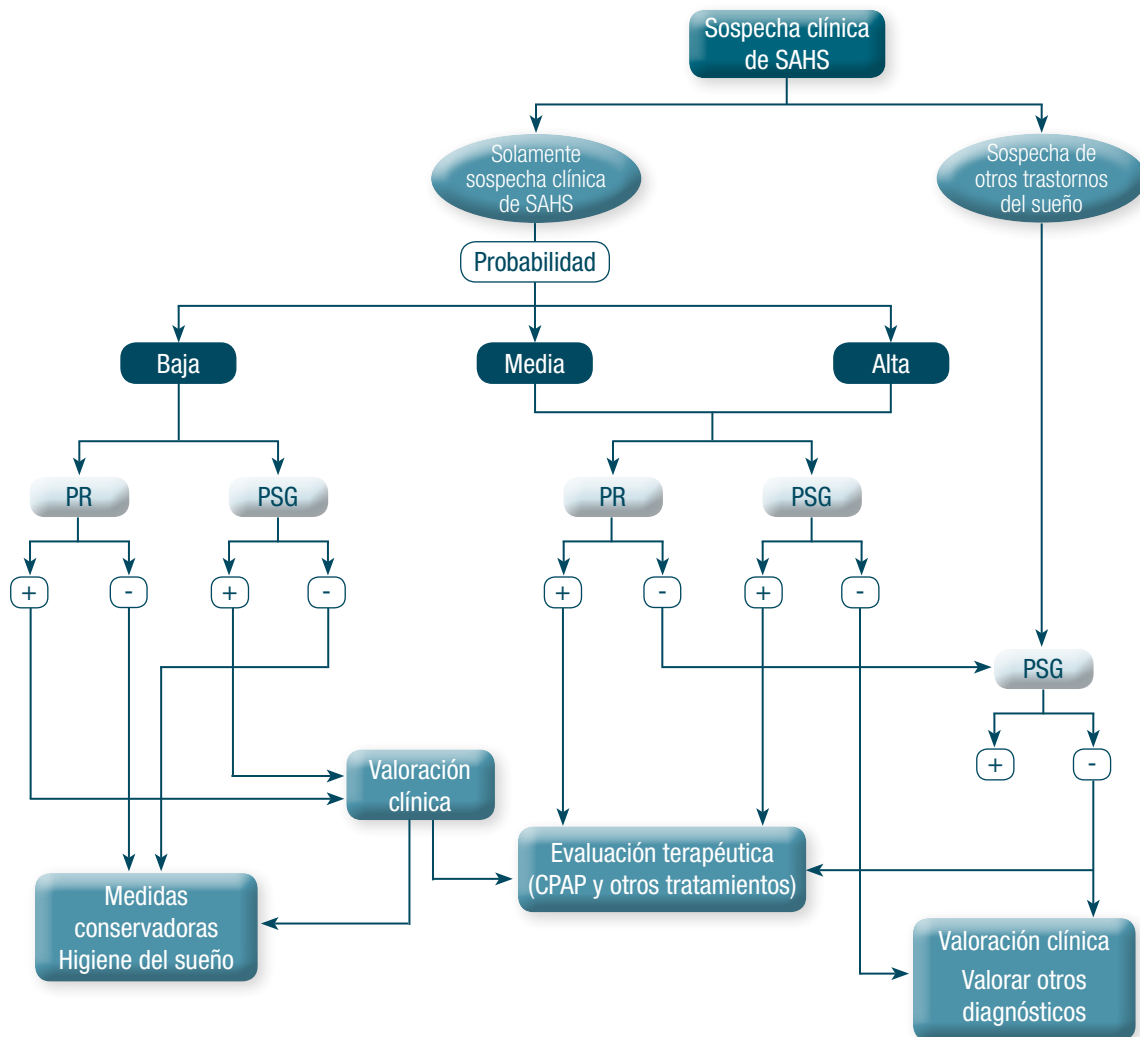 Sospecha clínica
de SAHS
Solamente
sospecha clínica
de SAHS
Sospecha de
otros trastornos
del sueño
Probabilidad
Baja
Media
Alta
PR
PSG
PR
PSG
+
-
+
-
+
-
+
-
PSG
+
-
Valoración
clínica
Evaluación terapéutica
(CPAP y otros tratamientos)
Medidas
conservadoras
Higiene del sueño
Valoración clínica
Valorar otros
diagnósticos